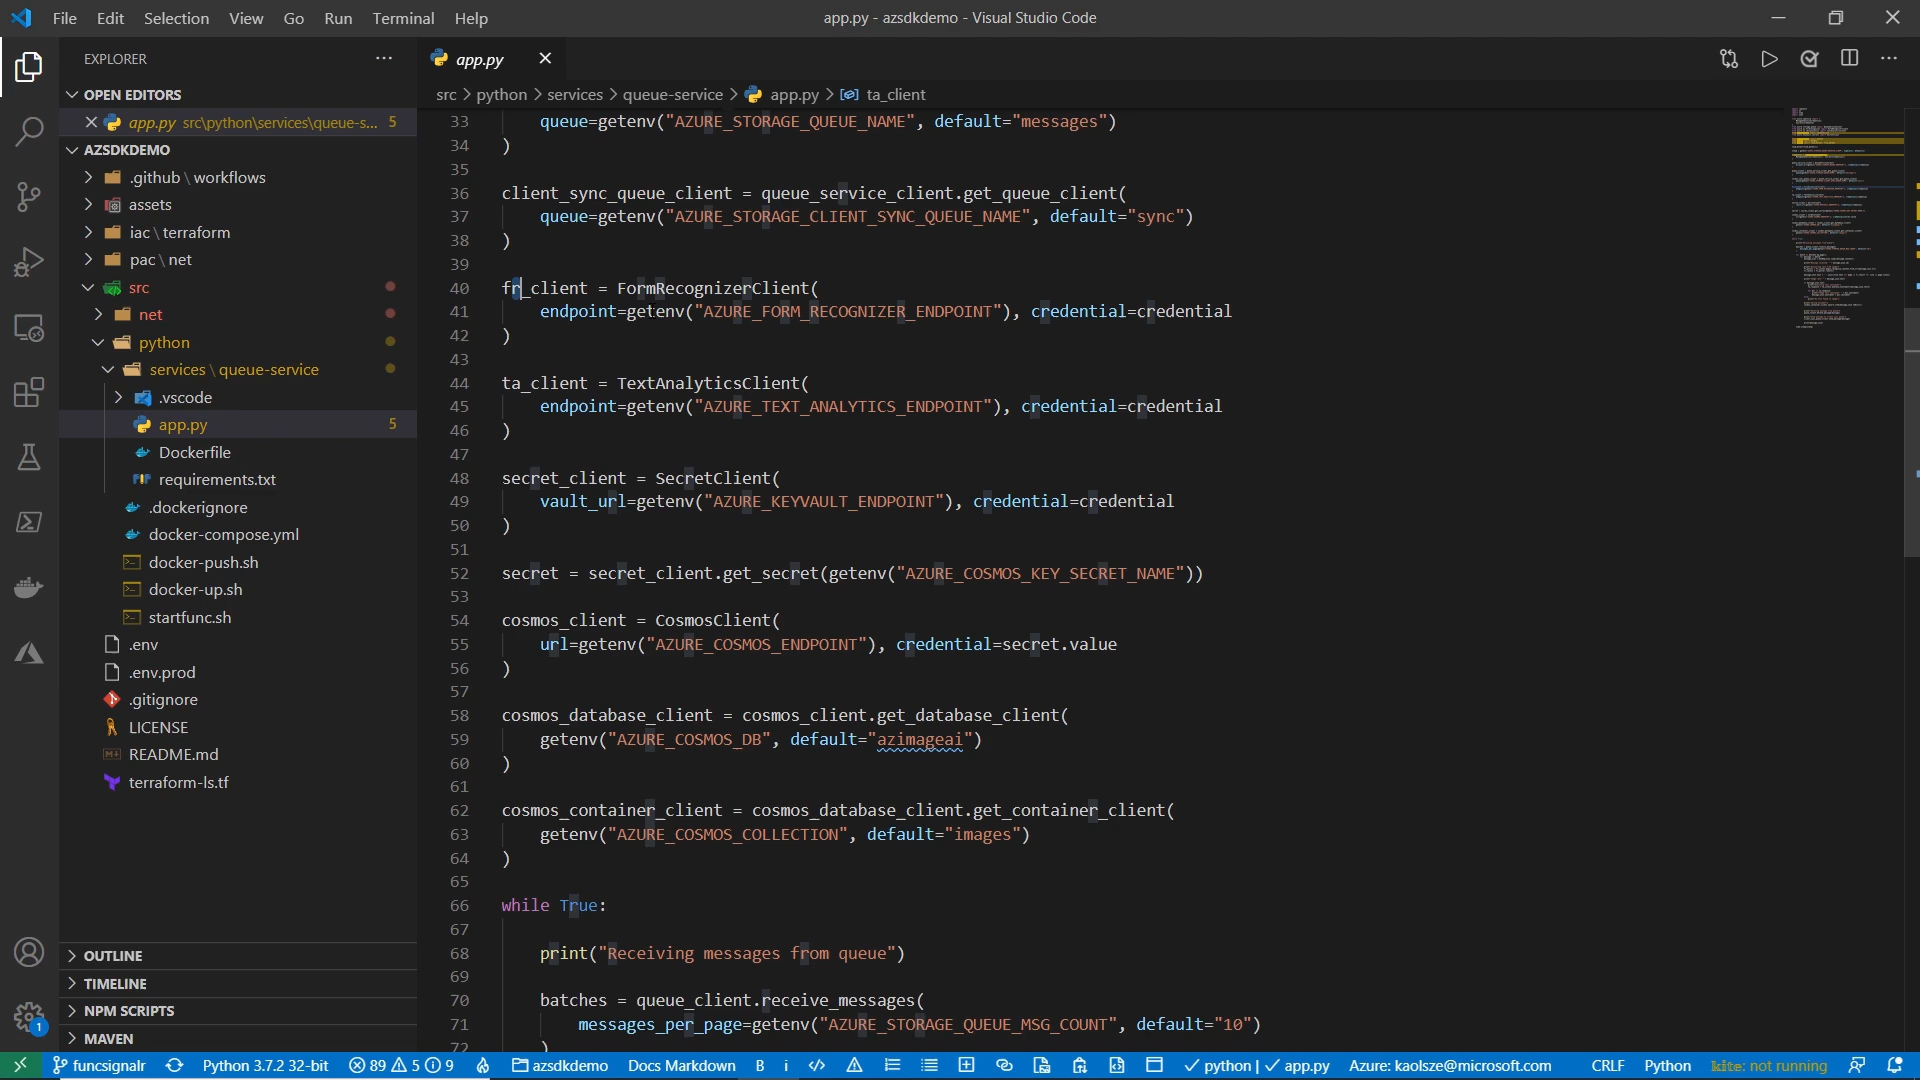 File Edit Selection View Go Run Terminal Help
app.py - azsdkdemo - Visual Studio Code
EXPLORER
OPEN EDITORS
app.py src\python\services\queue-s... 5
AZSDKDEMO
.github \ workflows
assets
iac \ terraform
pac \ net
src
net
python
services \ queue-service
.vscode
app.py 5
Dockerfile
requirements.txt
.dockerignore
docker-compose.yml
docker-push.sh
docker-up.sh
startfunc.sh
.env
.env.prod
.gitignore
LICENSE
README.md
terraform-ls.tf
OUTLINE
TIMELINE
NPM SCRIPTS
MAVEN
1
app.py
src > python > services > queue-service > app.py > ta_client
33 queue=getenv("AZURE_STORAGE_QUEUE_NAME", default="messages")
34 )
35
36 client_sync_queue_client = queue_service_client.get_queue_client(
37 queue=getenv("AZURE_STORAGE_CLIENT_SYNC_QUEUE_NAME", default="sync")
38 )
39
40 fr_client = FormRecognizerClient(
41 endpoint=getenv("AZURE_FORM_RECOGNIZER_ENDPOINT"), credential=credential
42 )
43
44 ta_client = TextAnalyticsClient(
45 endpoint=getenv("AZURE_TEXT_ANALYTICS_ENDPOINT"), credential=credential
46 )
47
48 secret_client = SecretClient(
49 vault_url=getenv("AZURE_KEYVAULT_ENDPOINT"), credential=credential
50 )
51
52 secret = secret_client.get_secret(getenv("AZURE_COSMOS_KEY_SECRET_NAME"))
53
54 cosmos_client = CosmosClient(
55 url=getenv("AZURE_COSMOS_ENDPOINT"), credential=secret.value
56 )
57
58 cosmos_database_client = cosmos_client.get_database_client(
59 getenv("AZURE_COSMOS_DB", default="azimageai")
60 )
61
62 cosmos_container_client = cosmos_database_client.get_container_client(
63 getenv("AZURE_COSMOS_COLLECTION", default="images")
64 )
65
66 while True:
67
68 print("Receiving messages from queue")
69
70 batches = queue_client.receive_messages(
71 messages_per_page=getenv("AZURE_STORAGE_QUEUE_MSG_COUNT", default="10")
72 )
funcsignalr Python 3.7.2 32-bit 89 5 9 azsdkdemo Docs Markdown B i </> python | app.py Azure: kaolsze@microsoft.com CRLF Python kite: not running